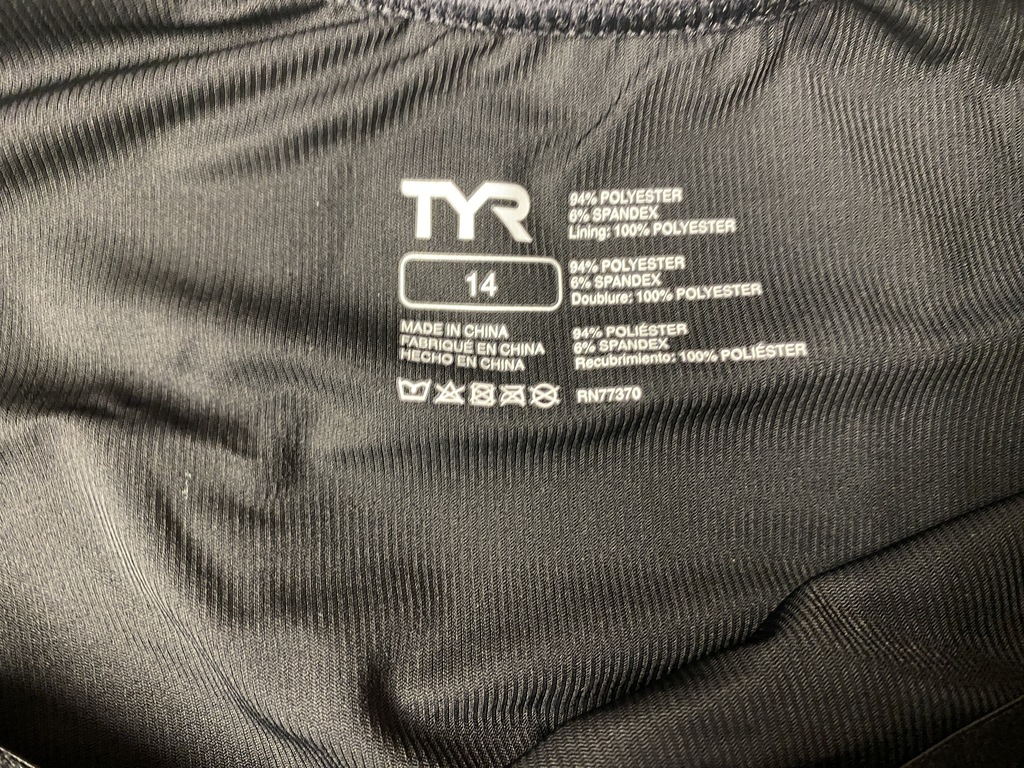 TYR
14
MADE IN CHINA
FABRIQUÉ EN CHINA
HECHO EN CHINA
94% POLYESTER
6% SPANDEX
Lining: 100% POLYESTER
94% POLYESTER
6% SPANDEX
Doublure: 100% POLYESTER
94% POLIÉSTER
6% SPANDEX
Recubrimiento: 100% POLIÉSTER
RN77370